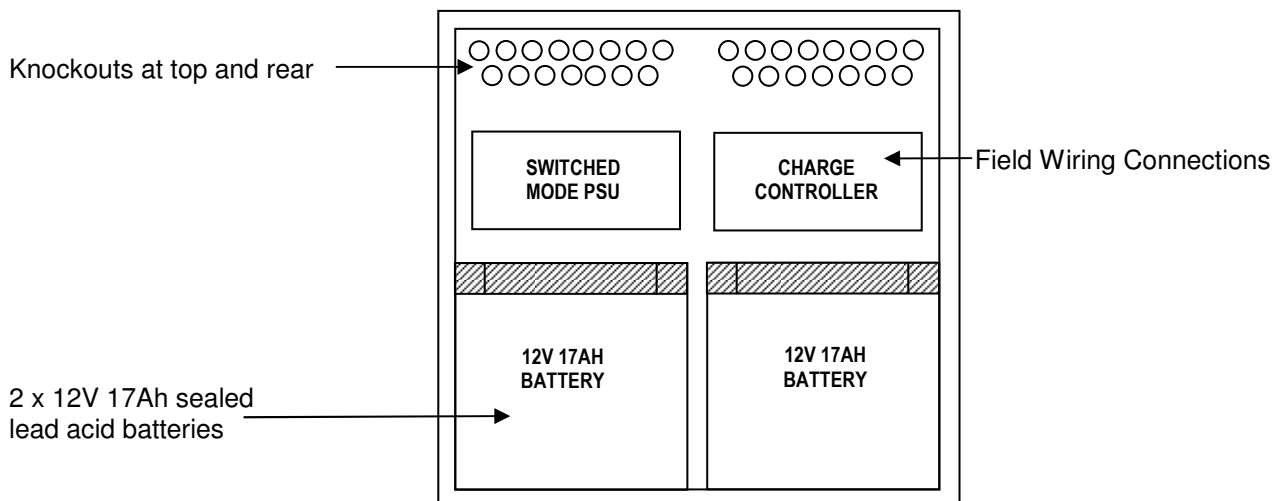 Knockouts at top and rear
SWITCHED
MODE PSU
CHARGE
CONTROLLER
Field Wiring Connections
12V 17AH
BATTERY
12V 17AH
BATTERY
2 x 12V 17Ah sealed
lead acid batteries